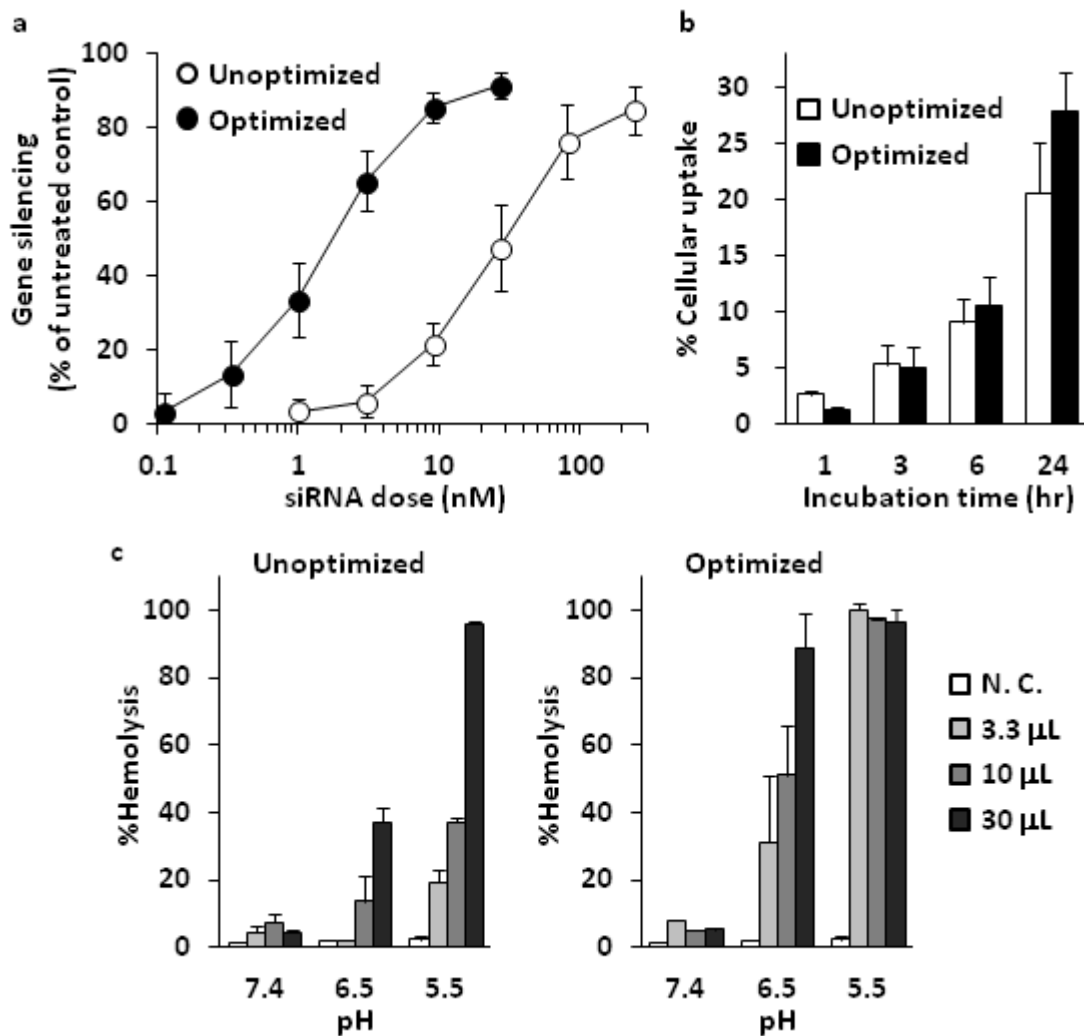 a
Gene silencing
(% of untreated control)
100
80
60
40
20
0
Unoptimized
Optimized
0.1 1 10 100
siRNA dose (nM)
b
% Cellular uptake
30
25
20
15
10
5
0
Unoptimized
Optimized
1 3 6 24
Incubation time (hr)
c
Unoptimized
%Hemolysis
100
80
60
40
20
0
7.4 6.5 5.5
pH
Optimized
%Hemolysis
100
80
60
40
20
0
7.4 6.5 5.5
pH
N. C.
3.3 µL
10 µL
30 µL